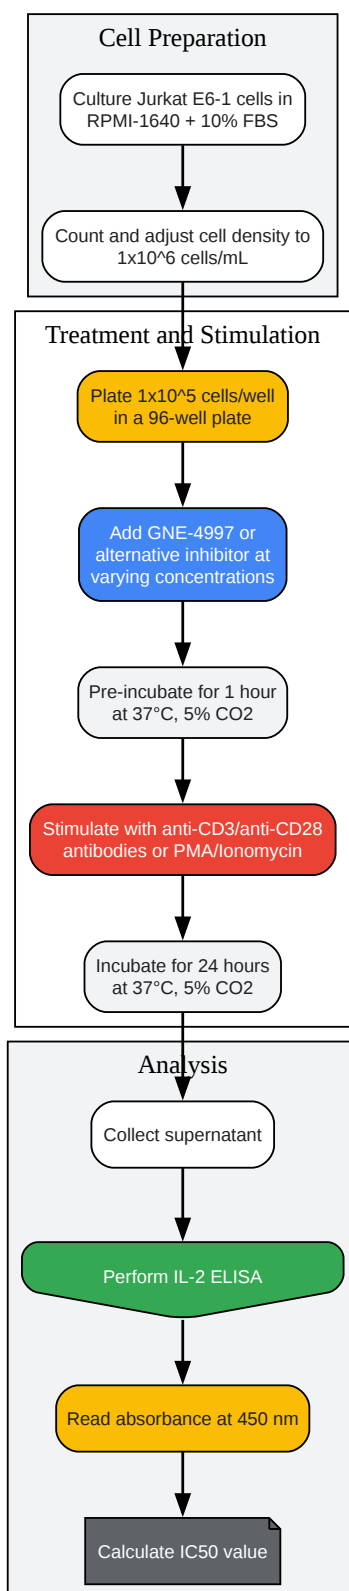 Cell Preparation
Culture Jurkat E6-1 cells in
RPMI-1640 + 10% FBS
Count and adjust cell density to
1x10^6 cells/mL
Treatment and Stimulation
Plate 1x10^5 cells/well
in a 96-well plate
Add GNE-4997 or
alternative inhibitor at
varying concentrations
Pre-incubate for 1 hour
at 37°C, 5% CO2
Stimulate with anti-CD3/anti-CD28
antibodies or PMA/Ionomycin
Incubate for 24 hours
at 37°C, 5% CO2
Analysis
Collect supernatant
Perform IL-2 ELISA
Read absorbance at 450 nm
Calculate IC50 value